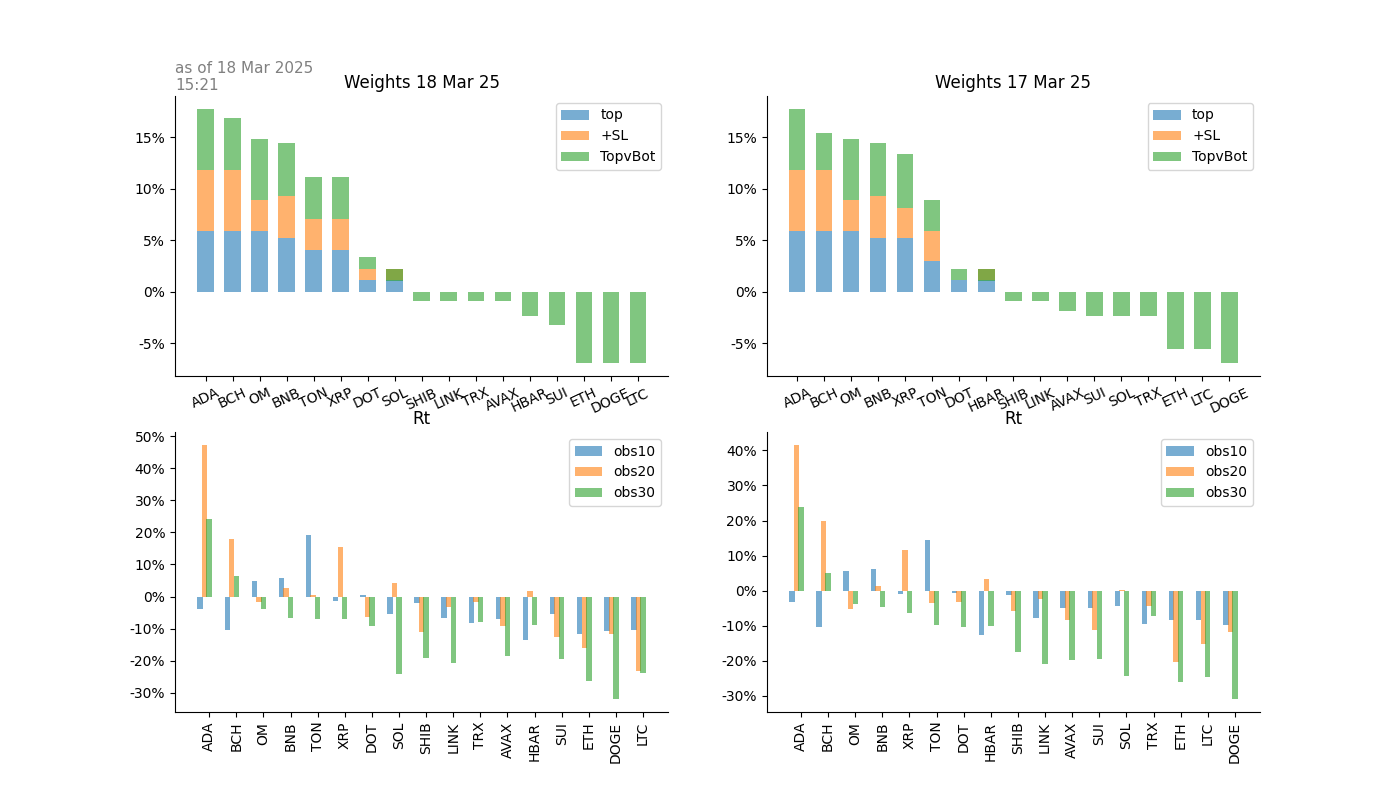 as of 18 Mar 2025
15:21
Weights 18 Mar 25
top
+SL
TopvBot
15%
10%
5%
0%
-5%
ADA BCH OM BNB TON XRP DOT SOL SHIB LINK TRX AVAX HBAR SUI ETH DOGE LTC
Weights 17 Mar 25
top
+SL
TopvBot
15%
10%
5%
0%
-5%
ADA BCH OM BNB XRP TON DOT HBAR SHIB LINK AVAX SUI SOL TRX ETH LTC DOGE
Rt
obs10
obs20
obs30
50%
40%
30%
20%
10%
0%
-10%
-20%
-30%
ADA BCH OM BNB TON XRP DOT SOL SHIB LINK TRX AVAX HBAR SUI ETH DOGE LTC
Rt
obs10
obs20
obs30
40%
30%
20%
10%
0%
-10%
-20%
-30%
ADA BCH OM BNB XRP TON DOT HBAR SHIB LINK AVAX SUI SOL TRX ETH LTC DOGE